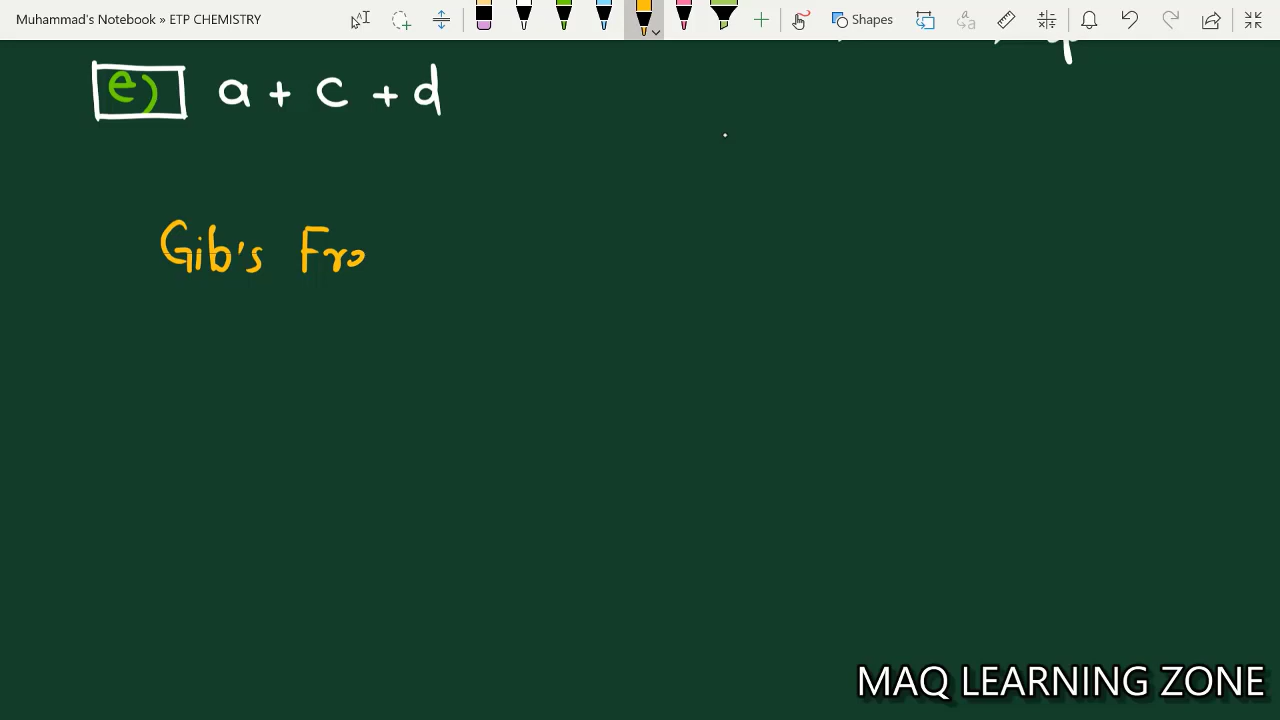 Muhammad's Notebook » ETP CHEMISTRY
Shapes
e) a + c + d
Gib's Fro
MAQ LEARNING ZONE